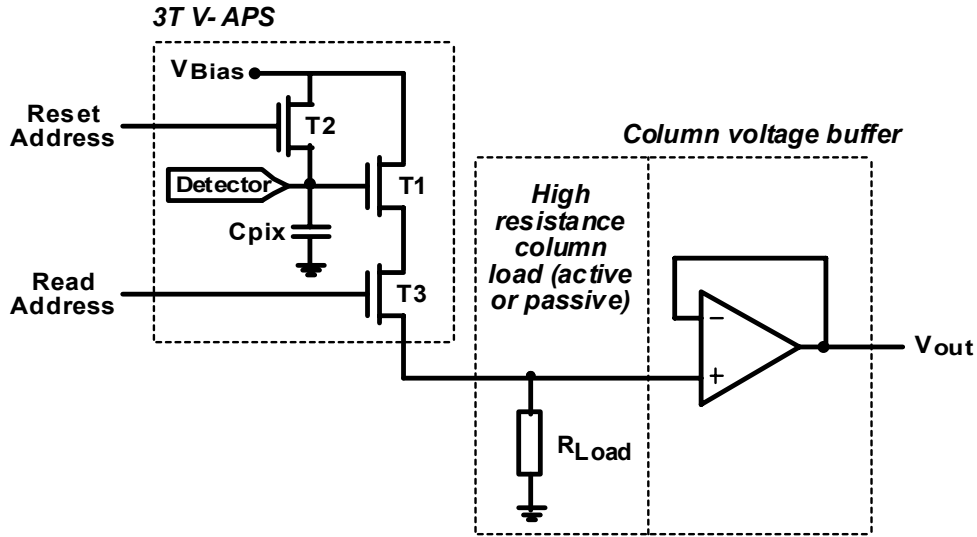 3T V- APS
VBias
Reset
Address
T2
Detector
T1
Cpix
Read
Address
T3
Column voltage buffer
High
resistance
column
load (active
or passive)
−
+
Vout
RLoad